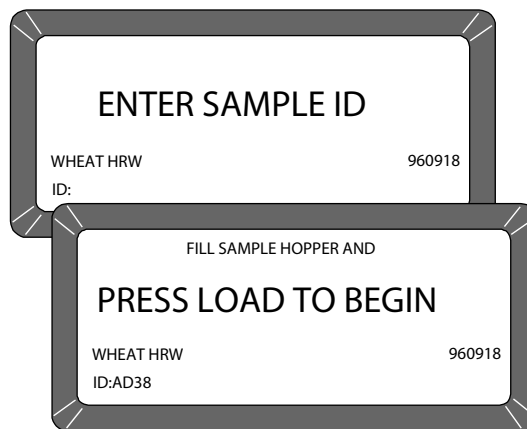 ENTER SAMPLE ID
WHEAT HRW 960918
ID:
FILL SAMPLE HOPPER AND
PRESS LOAD TO BEGIN
WHEAT HRW 960918
ID:AD38